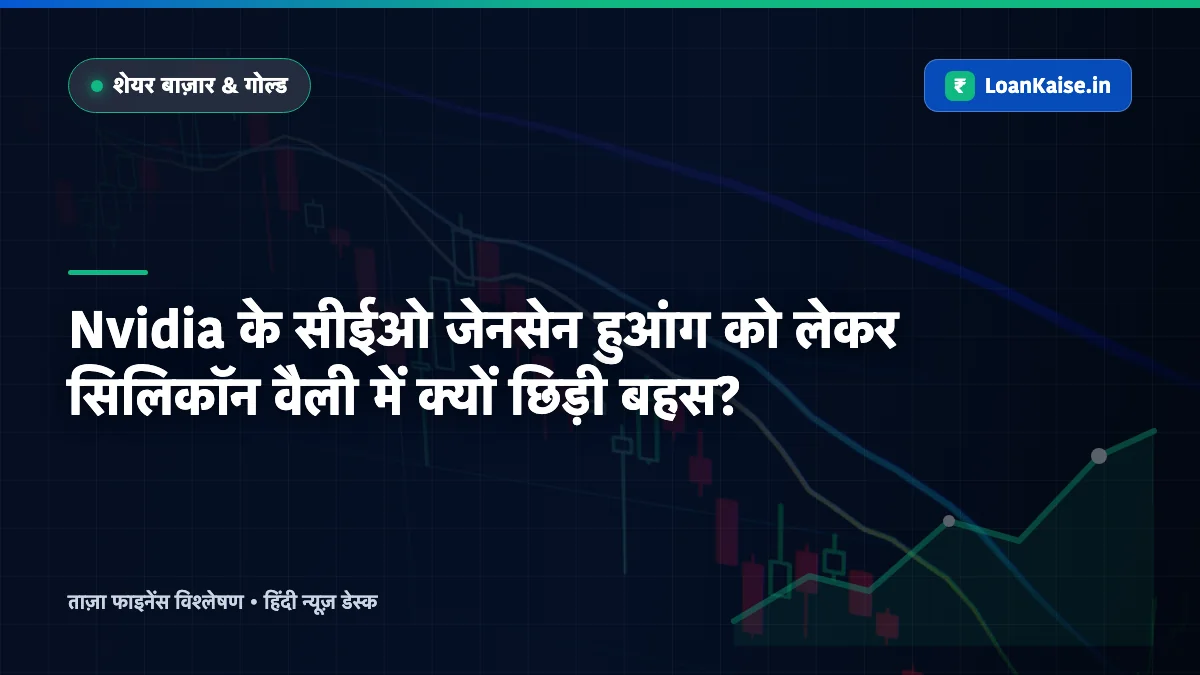 शेयर बाज़ार & गोल्ड
₹ LoanKaise.in
Nvidia के सीईओ जेनसेन हुआंग को लेकर
सिलिकॉन वैली में क्यों छिड़ी बहस?
ताज़ा फाइनेंस विश्लेषण • हिंदी न्यूज़ डेस्क